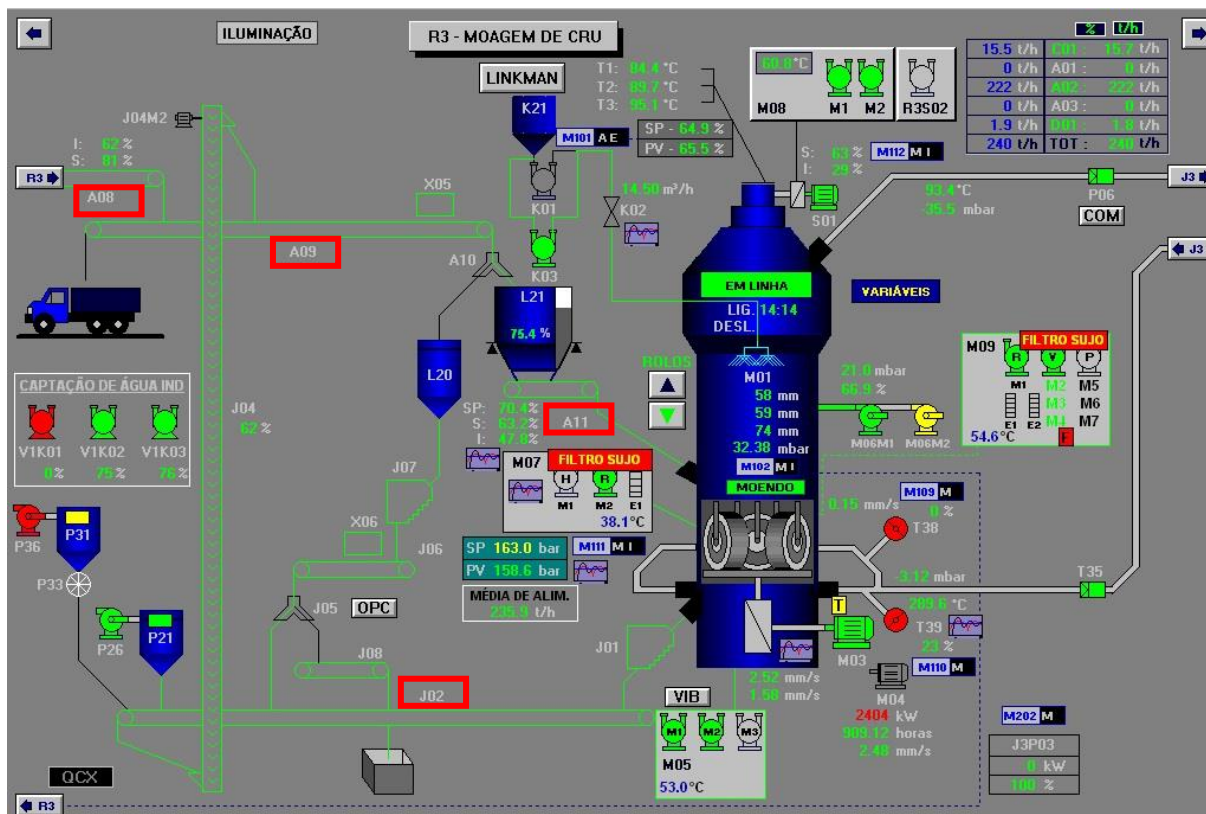 ILUMINAÇÃO
R3 - MOAGEM DE CRU
LINKMAN
T1: 84.4 °C
T2: 89.7 °C
T3: 95.1 °C
60.8°C
M08 M1 M2
R3S02
% t/h
15.5 t/h C01 : 15.7 t/h
0 t/h A01 : 0 t/h
222 t/h A02 : 222 t/h
0 t/h A03 : 0 t/h
1.9 t/h D01 : 1.8 t/h
240 t/h TOT : 240 t/h
J04M2
I: 62 %
S: 81 %
R3
A08
X05
A09
A10
K21
M101 A E
SP - 64.9 %
PV - 65.5 %
K01
K03
14.50 m³/h
K02
S: 63 %
I: 29 %
M112 M I
S01
93.4°C
-35.5 mbar
P06
COM
J3
J3
L21
75.4 %
EM LINHA
LIG. 14:14
DESL.
VARIÁVEIS
L20
ROLOS
M01
58 mm
59 mm
74 mm
32.38 mbar
M102 M I
MOENDO
21.0 mbar
66.9 %
M06M1 M06M2
M09
FILTRO SUJO
R V P
M1 M2 M5
M3 M6
E1 E2 M4 M7
54.6°C F
CAPTAÇÃO DE ÁGUA IND
V1K01 V1K02 V1K03
0% 75% 76%
J04
62 %
SP: 70.4%
S: 63.2%
I: 47.8%
A11
M07
FILTRO SUJO
H R
M1 M2 E1
38.1°C
J07
X06
J06
J05
OPC
J08
J01
J02
SP 163.0 bar
PV 158.6 bar
M111 M I
MÉDIA DE ALIM.
235.9 t/h
0.15 mm/s
M109 M
0 %
T38
-3.12 mbar
T35
209.6 °C
T39
23 %
T
M03
M110 M
M04
2404 kW
909.12 horas
2.48 mm/s
2.52 mm/s
1.58 mm/s
VIB
M1 M2 M3
M05
53.0°C
M202 M
J3P03
0 kW
100 %
P36
P31
P33
P26
P21
QCX
R3